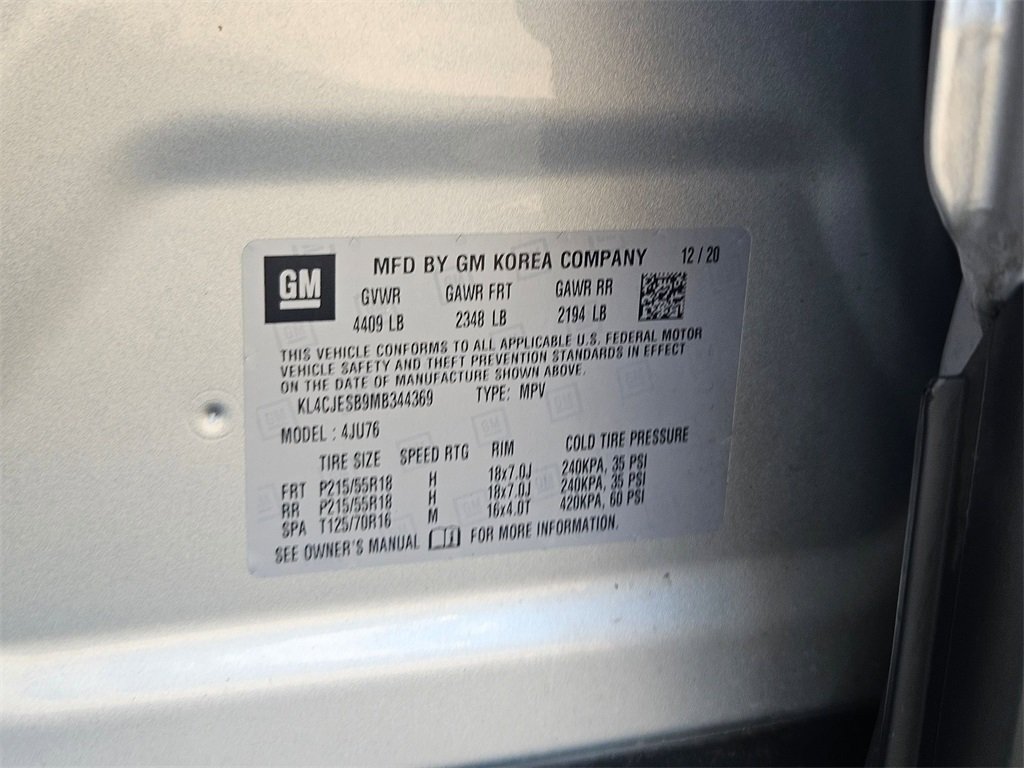 GM
MFD BY GM KOREA COMPANY 12/20
GVWR GAWR FRT GAWR RR
4409 LB 2348 LB 2194 LB
THIS VEHICLE CONFORMS TO ALL APPLICABLE U.S. FEDERAL MOTOR
VEHICLE SAFETY AND THEFT PREVENTION STANDARDS IN EFFECT
ON THE DATE OF MANUFACTURE SHOWN ABOVE.
KL4CJESB9MB344369 TYPE: MPV
MODEL : 4JU76
TIRE SIZE SPEED RTG RIM COLD TIRE PRESSURE
FRT P215/55R18 H 18x7.0J 240KPA, 35 PSI
RR P215/55R18 H 18x7.0J 240KPA, 35 PSI
SPA T125/70R16 M 16x4.0T 420KPA, 60 PSI
SEE OWNER'S MANUAL FOR MORE INFORMATION.